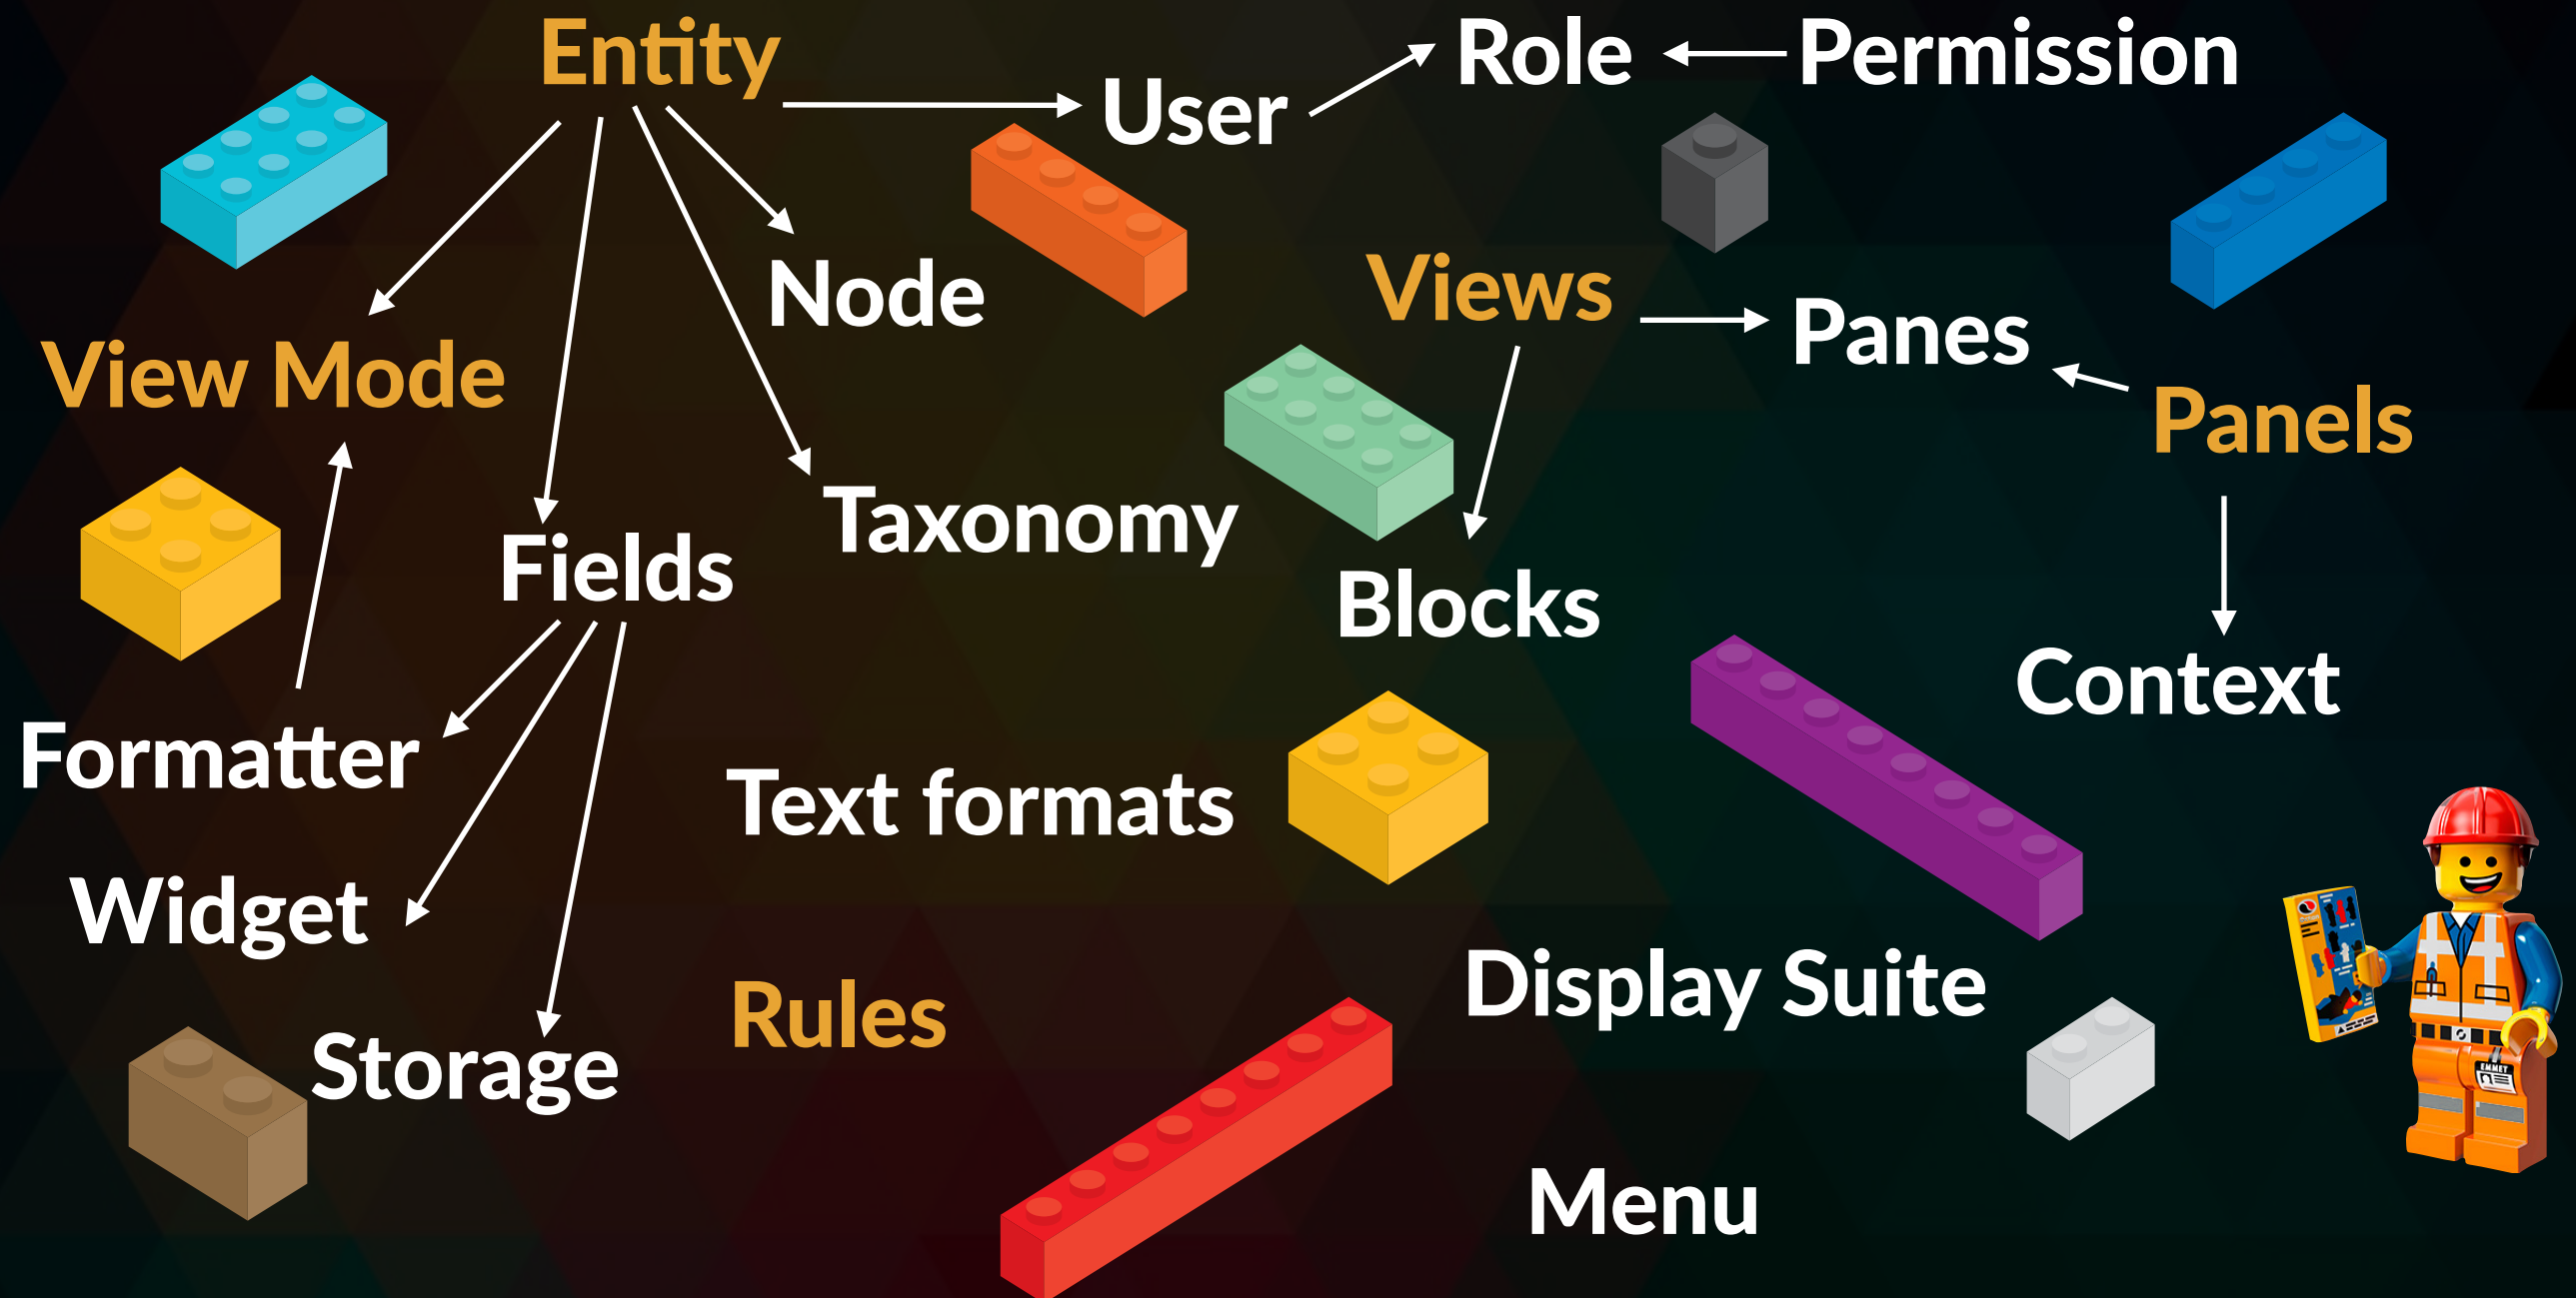 Entity
Role
Permission
User
Node
Views
Panes
View Mode
Panels
Taxonomy
Fields
Blocks
Context
Formatter
Text formats
Widget
Display Suite
Rules
Storage
EMMET
Menu